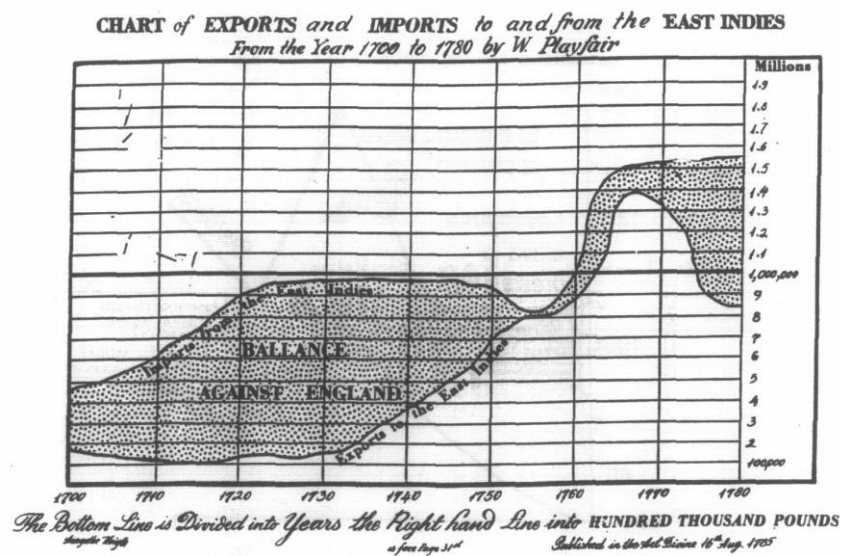 CHART of EXPORTS and IMPORTS to and from the EAST INDIES
From the Year 1700 to 1780 by W. Playfair
Millions
1.9
1.8
1.7
1.6
1.5
1.4
1.3
1.2
1.1
1,000,000
9
8
7
6
5
4
3
2
100,000
Imports from the East Indies
BALLANCE
AGAINST ENGLAND
Exports to the East Indies
1700 1710 1720 1730 1740 1750 1760 1770 1780
The Bottom Line is Divided into Years the Right hand Line into HUNDRED THOUSAND POUNDS
Published in the Act Aug. 1785